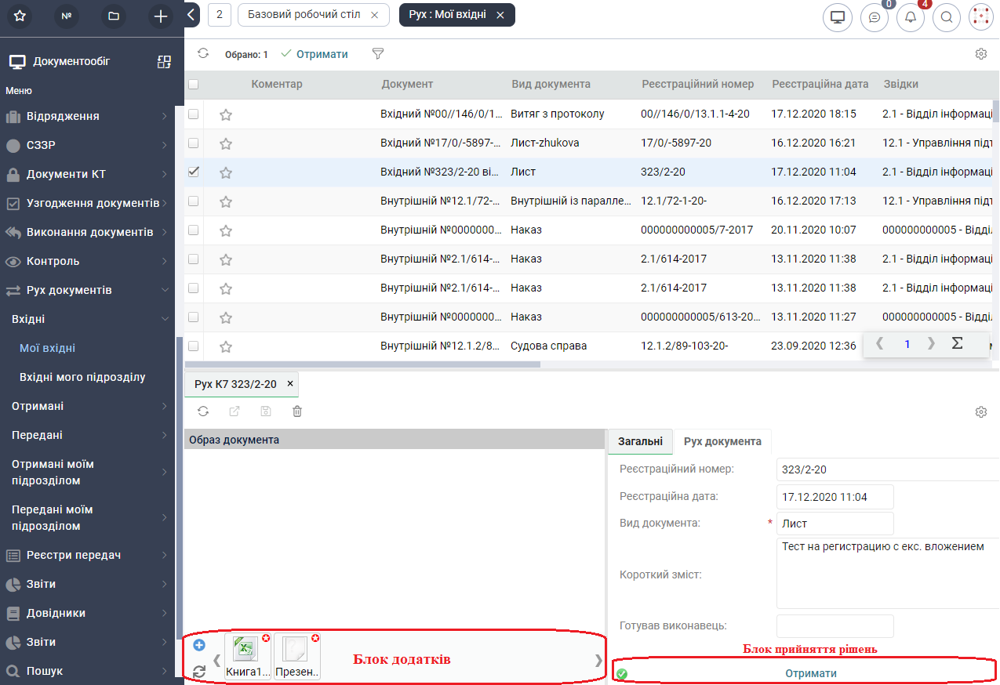 №
2
Базовий робочий стіл
Рух : Мої вхідні
0
4
Документообіг
Меню
Відрядження
СЗЗР
Документи КТ
Узгодження документів
Виконання документів
Контроль
Рух документів
Вхідні
Мої вхідні
Вхідні мого підрозділу
Отримані
Передані
Отримані моїм
підрозділом
Передані моїм
підрозділом
Реєстри передач
Звіти
Довідники
Звіти
Пошук
Обрано: 1 Отримати
Коментар Документ Вид документа Реєстраційний номер Реєстраційна дата Звідки
Вхідний №00//146/0/1... Витяг з протоколу 00//146/0/13.1.1-4-20 17.12.2020 18:15 2.1 - Відділ інформаці
Вхідний №17/0/-5897-... Лист-zhukova 17/0/-5897-20 16.12.2020 16:21 12.1 - Управління підт
Вхідний №323/2-20 ві... Лист 323/2-20 17.12.2020 11:04 2.1 - Відділ інформаці
Внутрішній №12.1/72-... Внутрішній із паралле... 12.1/72-1-20- 16.12.2020 17:13 12.1 - Управління підт
Внутрішній №0000000... Наказ 000000000005/7-2017 20.11.2020 10:07 000000000005 - Відді
Внутрішній №2.1/614-... Наказ 2.1/614-2017 13.11.2020 11:38 2.1 - Відділ інформаці
Внутрішній №2.1/614-... Наказ 2.1/614-2017 13.11.2020 11:38 2.1 - Відділ інформаці
Внутрішній №0000000... Наказ 000000000005/613-20... 13.11.2020 11:27 000000000005 - Відді
Внутрішній №12.1.2/8... Судова справа 12.1.2/89-103-20- 23.09.2020 12:36
1 Σ
Рух К7 323/2-20
Образ документа
Загальні Рух документа
Реєстраційний номер: 323/2-20
Реєстраційна дата: 17.12.2020 11:04
Вид документа: * Лист
Короткий зміст: Тест на регистрацию с екс. вложением
Готував виконавець:
Книга1... Презен..
Блок додатків
Блок прийняття рішень
Отримати